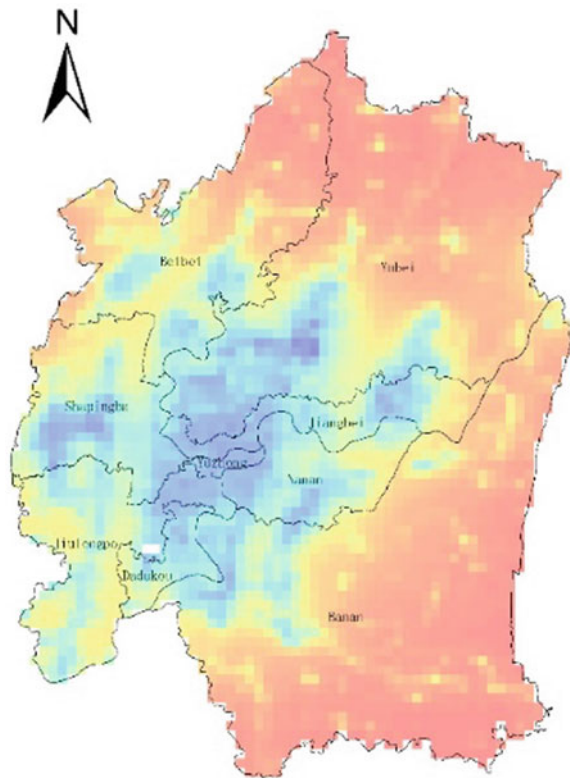 N
Beibei
Yubei
Shapingba
Jiangbei
Yuzhong
Nanan
Jiulongpo
Dadukou
Banan